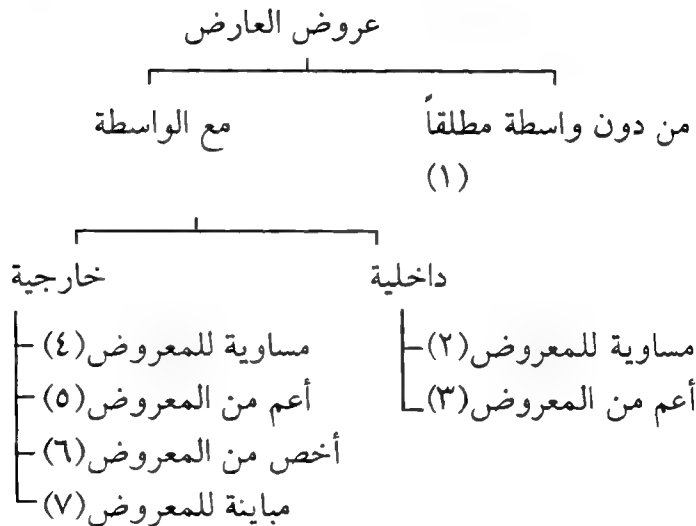 عروض العارض
من دون واسطة مطلقاً
(١)
مع الواسطة
داخلية
مساوية للمعروض(٢)
أعم من المعروض(٣)
خارجية
مساوية للمعروض(٤)
أعم من المعروض(٥)
أخص من المعروض(٦)
مباينة للمعروض(٧)